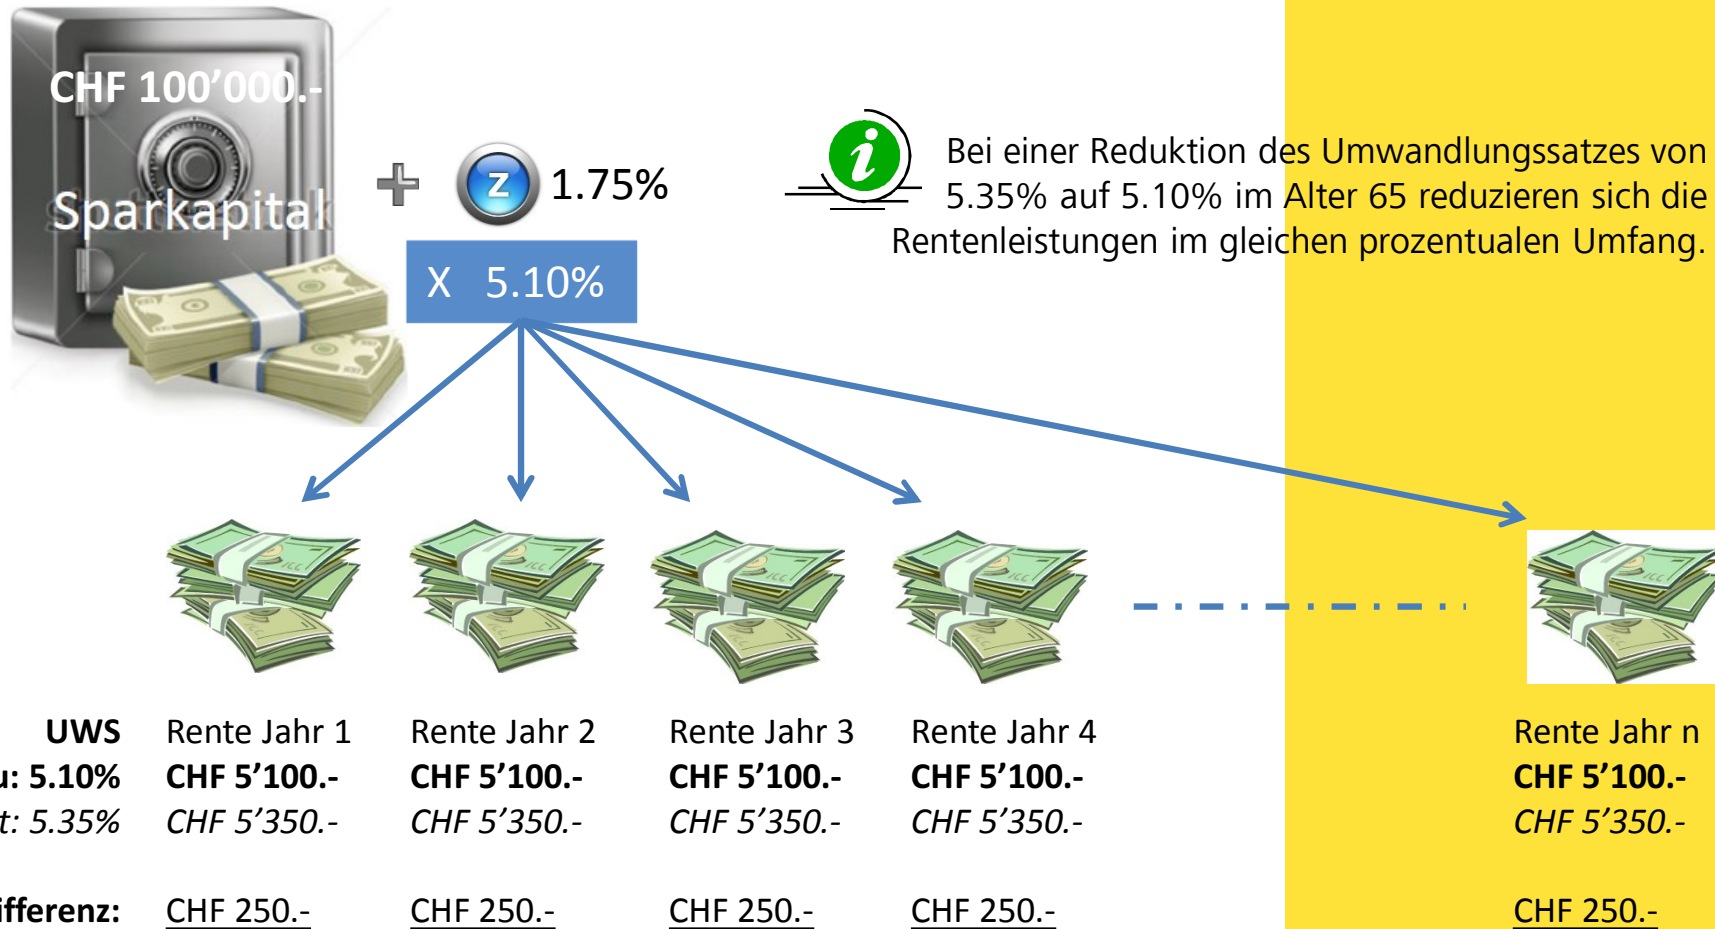 CHF 100’000.-
Sparkapital
Z 1.75%
X 5.10%
Bei einer Reduktion des Umwandlungssatzes von
5.35% auf 5.10% im Alter 65 reduzieren sich die
Rentenleistungen im gleichen prozentualen Umfang.
UWS Rente Jahr 1 Rente Jahr 2 Rente Jahr 3 Rente Jahr 4 Rente Jahr n
u: 5.10% CHF 5’100.- CHF 5’100.- CHF 5’100.- CHF 5’100.- CHF 5’100.-
t: 5.35% CHF 5’350.- CHF 5’350.- CHF 5’350.- CHF 5’350.- CHF 5’350.-
ifferenz: CHF 250.- CHF 250.- CHF 250.- CHF 250.- CHF 250.-